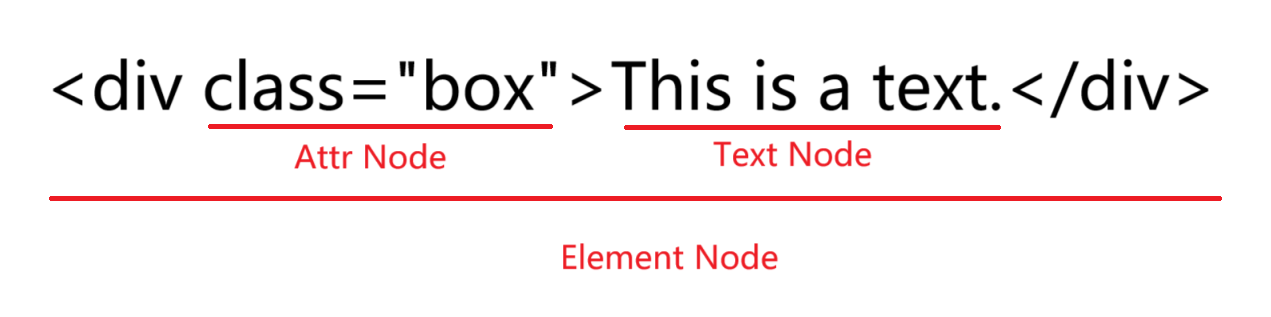 <div class="box">This is a text.</div>
Attr Node Text Node
Element Node